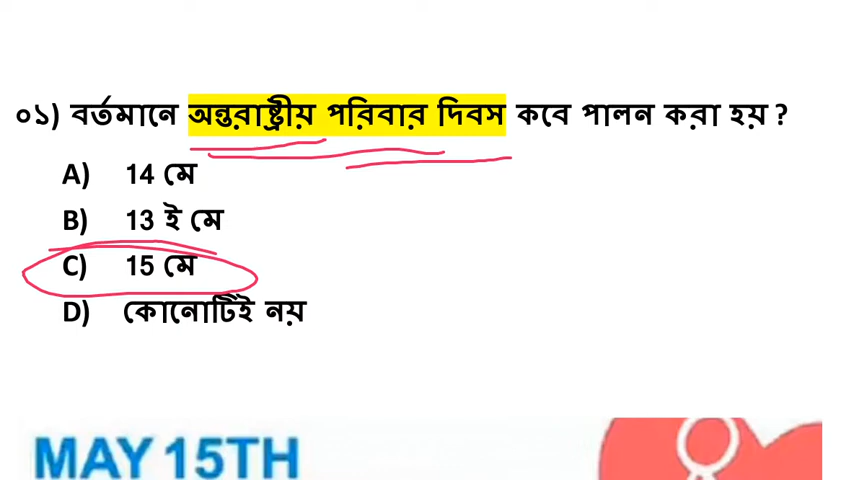 ০১) বর্তমানে অন্তরাষ্ট্রীয় পরিবার দিবস কবে পালন করা হয় ?
A) 14 মে
B) 13 ই মে
C) 15 মে
D) কোনোটিই নয়
MAY 15TH